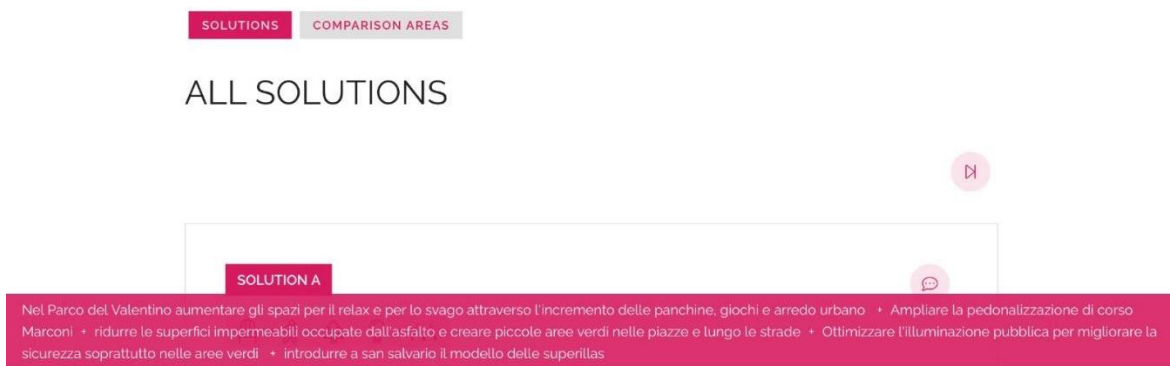 SOLUTIONS COMPARISON AREAS
ALL SOLUTIONS
SOLUTION A
Nel Parco del Valentino aumentare gli spazi per il relax e per lo svago attraverso l'incremento delle panchine, giochi e arredo urbano + Ampliare la pedonalizzazione di corso
Marconi + ridurre le superfici impermeabili occupate dall'asfalto e creare piccole aree verdi nelle piazze e lungo le strade + Ottimizzare l'illuminazione pubblica per migliorare la
sicurezza soprattutto nelle aree verdi + introdurre a san salvario il modello delle superillas